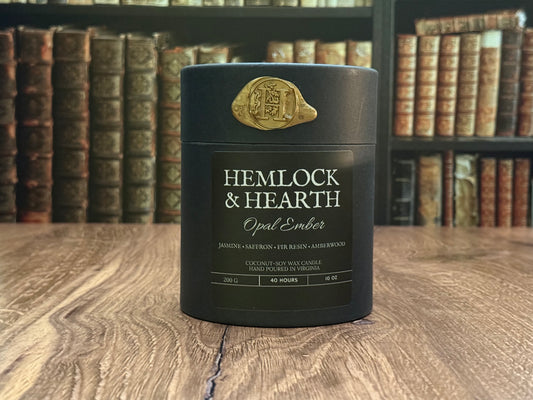 H
HEMLOCK
& HEARTH
Opal Ember
JASMINE • SAFFRON • FIR RESIN • AMBERWOOD
COCONUT-SOY WAX CANDLE
HAND POURED IN VIRGINIA
200 G 40 HOURS 16 OZ